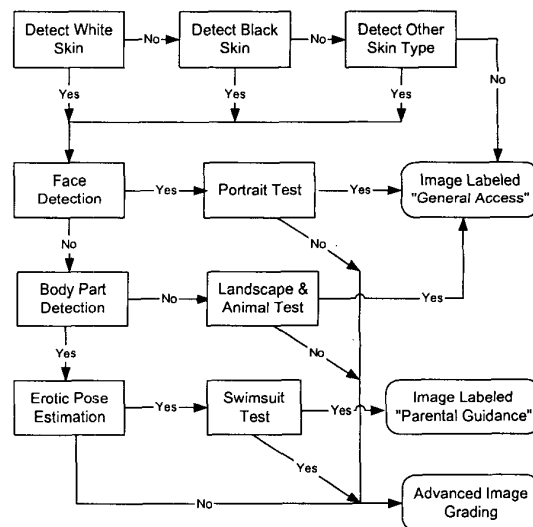 Detect White
Skin
No
Detect Black
Skin
No
Detect Other
Skin Type
No
Yes
Yes
Yes
Face
Detection
Yes
Portrait Test
Yes
Image Labeled
"General Access"
No
No
Body Part
Detection
No
Landscape &
Animal Test
Yes
Yes
No
Erotic Pose
Estimation
Yes
Swimsuit
Test
Yes
Image Labeled
"Parental Guidance"
Yes
No
Advanced Image
Grading